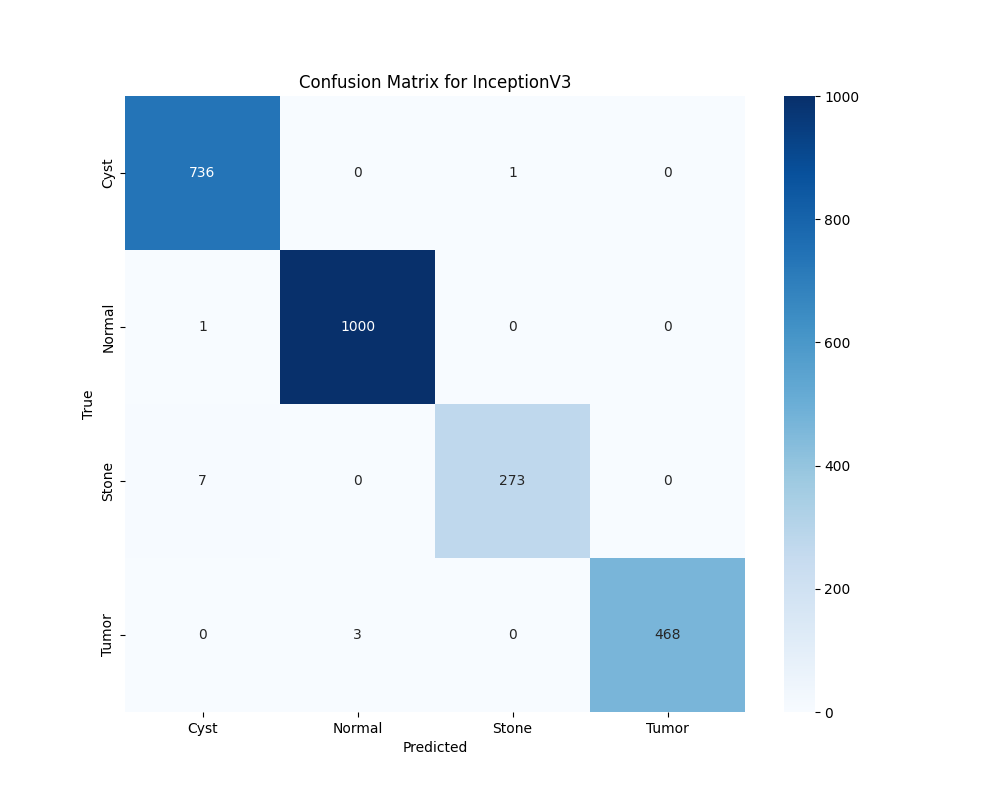 Confusion Matrix for InceptionV3
Cyst
736 0 1 0
Normal
1 1000 0 0
Stone
7 0 273 0
Tumor
0 3 0 468
True
Cyst Normal Stone Tumor
Predicted
1000
800
600
400
200
0